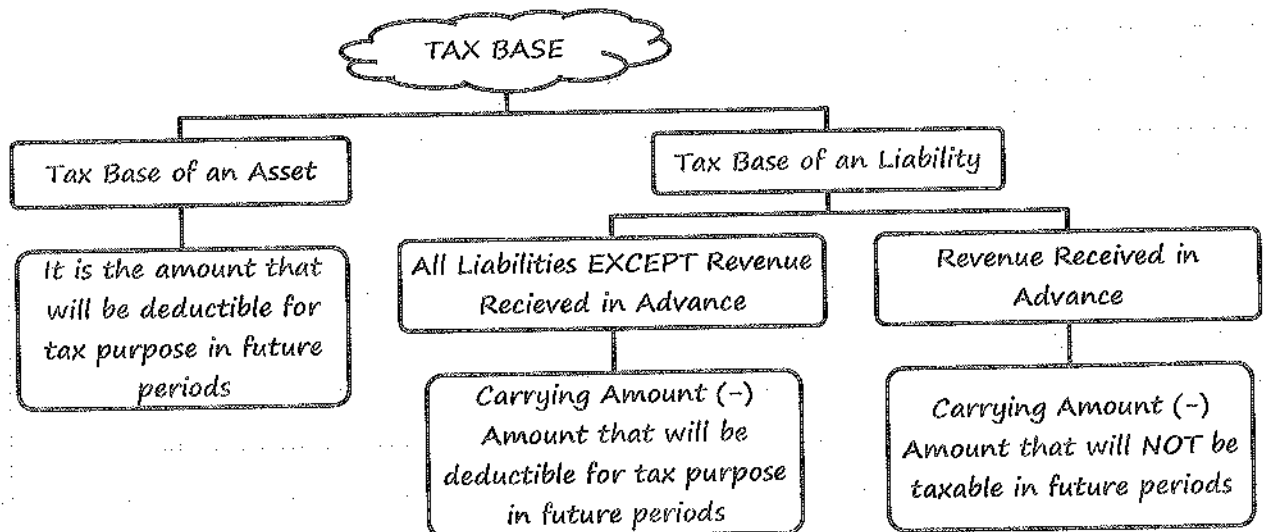 TAX BASE
Tax Base of an Asset
Tax Base of an Liability
It is the amount that
will be deductible for
tax purpose in future
periods
All Liabilities EXCEPT Revenue
Recieved in Advance
Revenue Received in
Advance
Carrying Amount (-)
Amount that will be
deductible for tax purpose
in future periods
Carrying Amount (-)
Amount that will NOT be
taxable in future periods